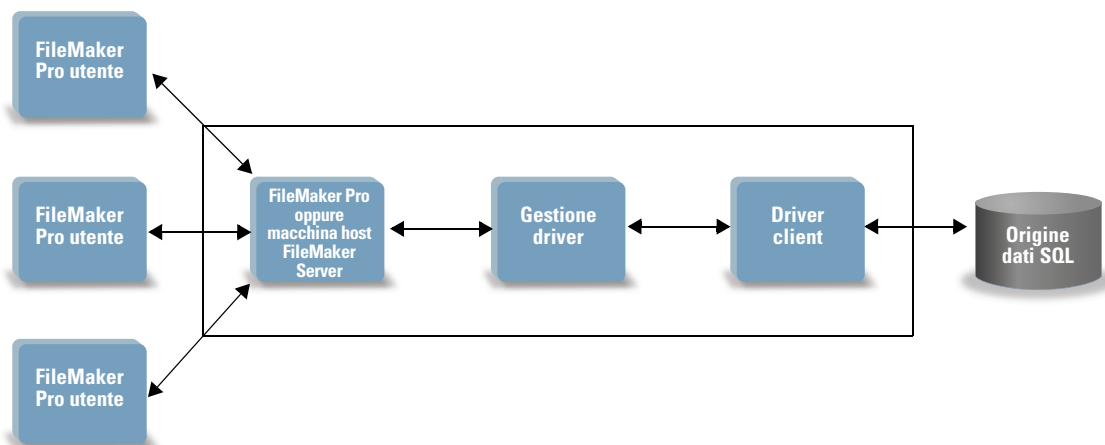 FileMaker
Pro utente
FileMaker
Pro utente
FileMaker Pro
oppure
macchina host
FileMaker
Server
Gestione
driver
Driver
client
Origine
dati SQL
FileMaker
Pro utente